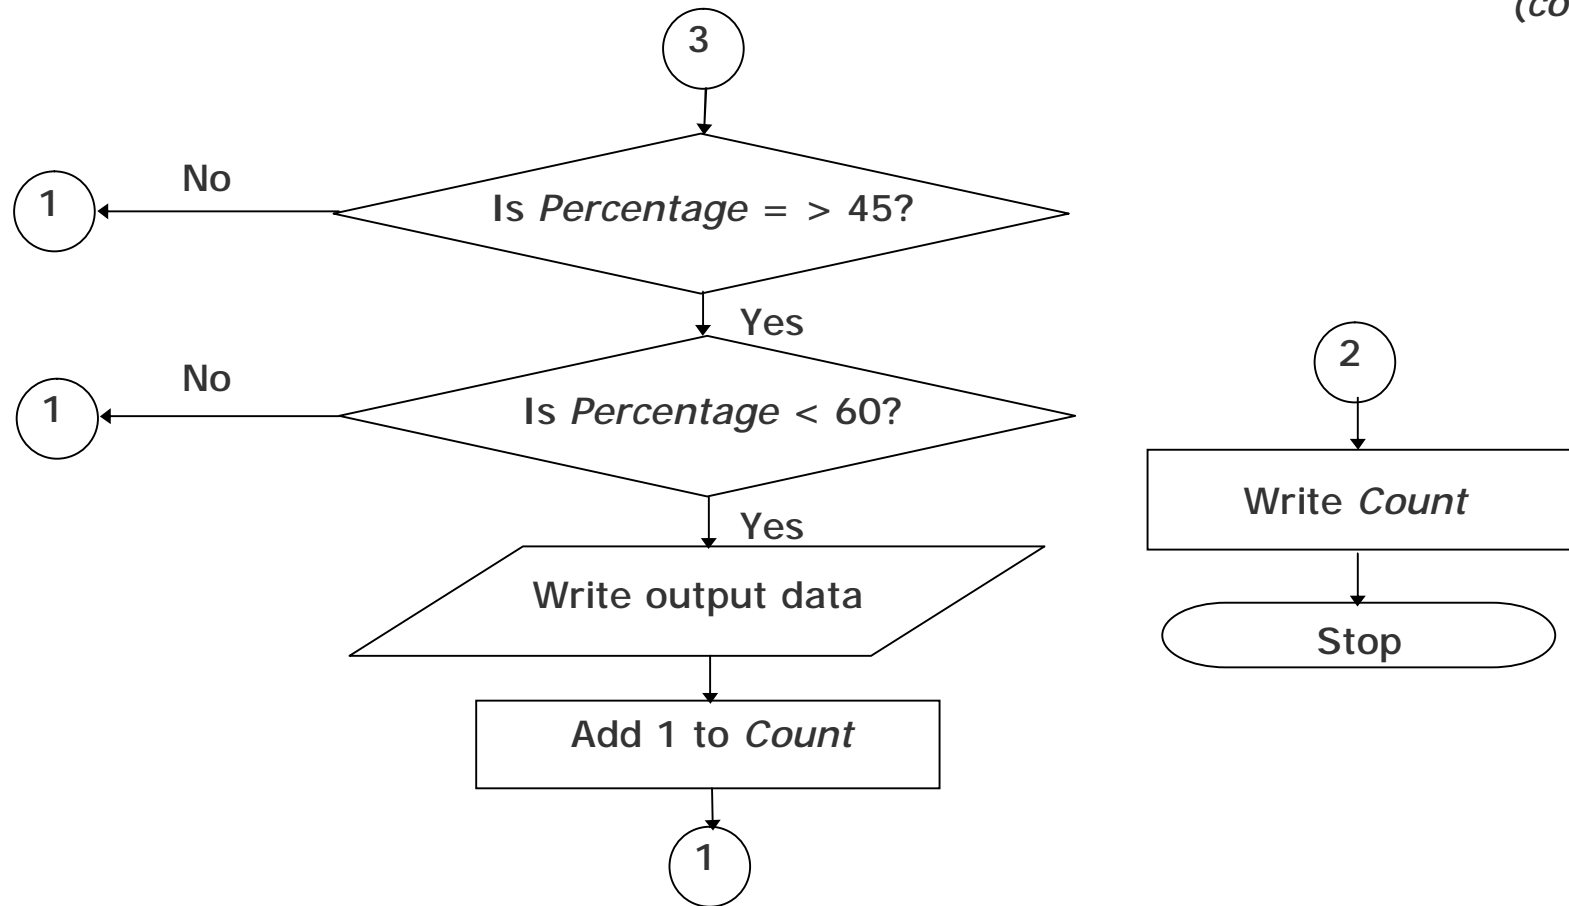 (co
3
No
1
Is Percentage = > 45?
Yes
No
1
Is Percentage < 60?
Yes
Write output data
Add 1 to Count
1
2
Write Count
Stop